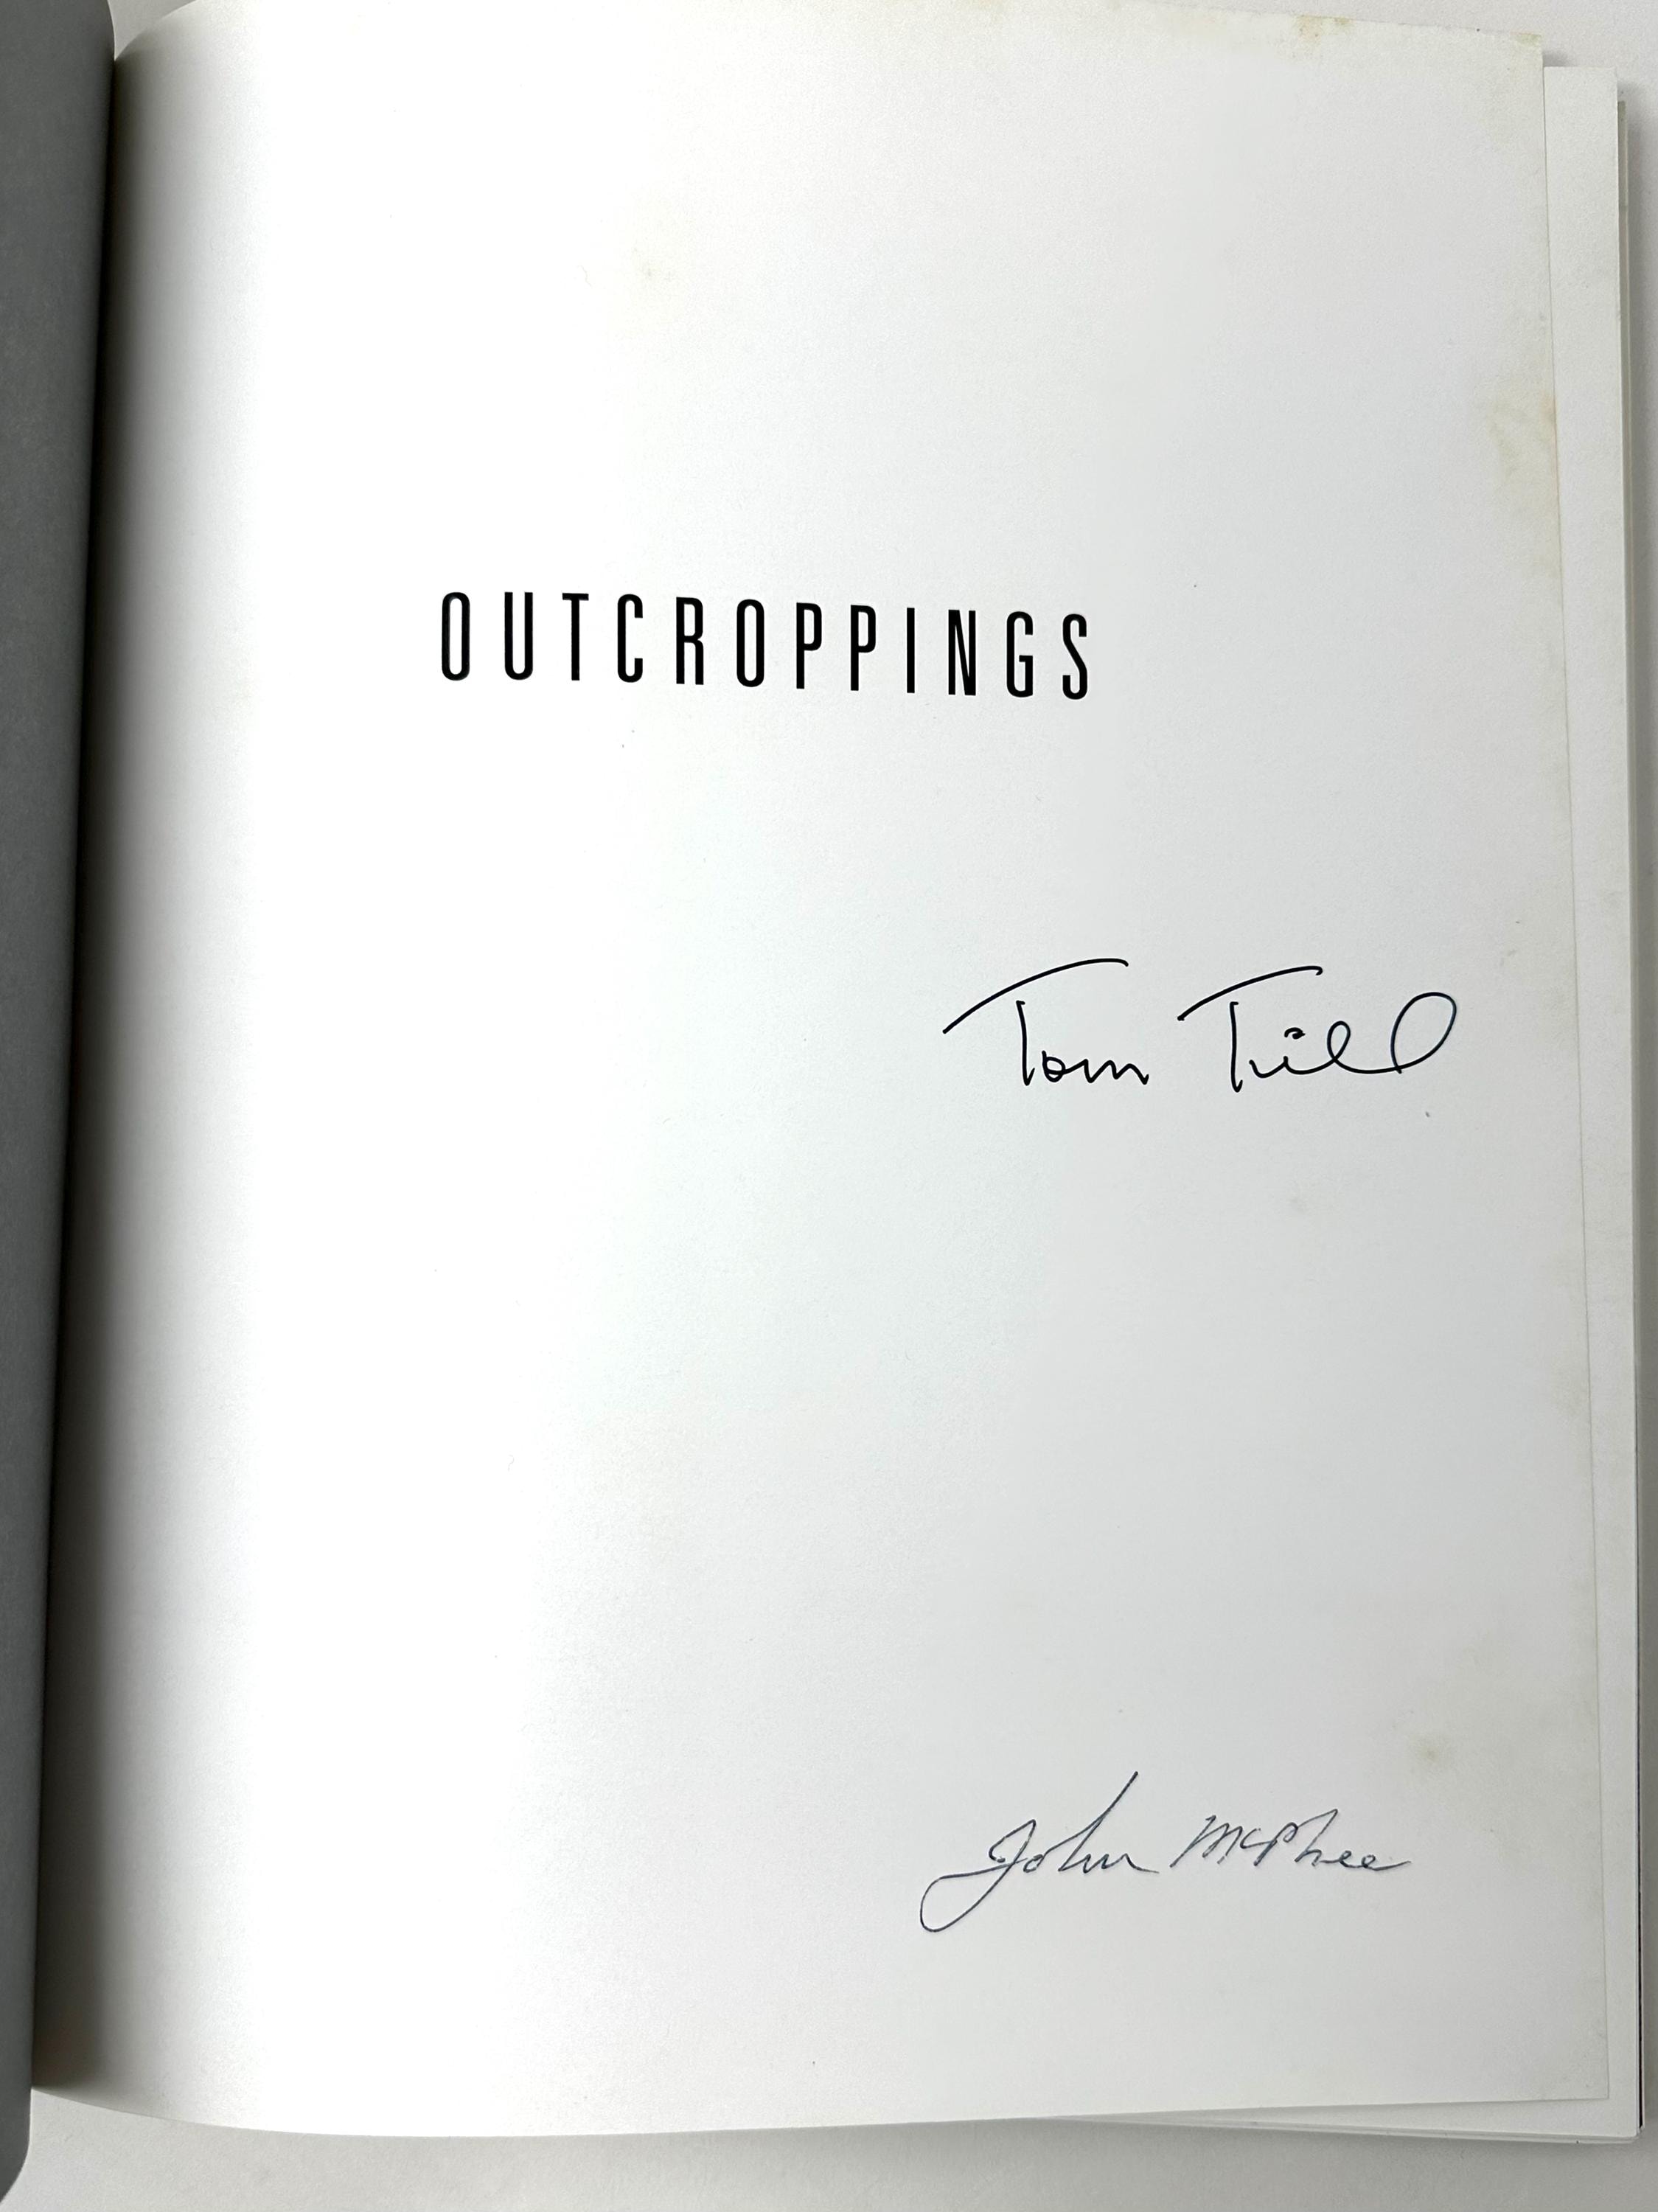 OUTCROPPINGS
Tom Till
John McPhee